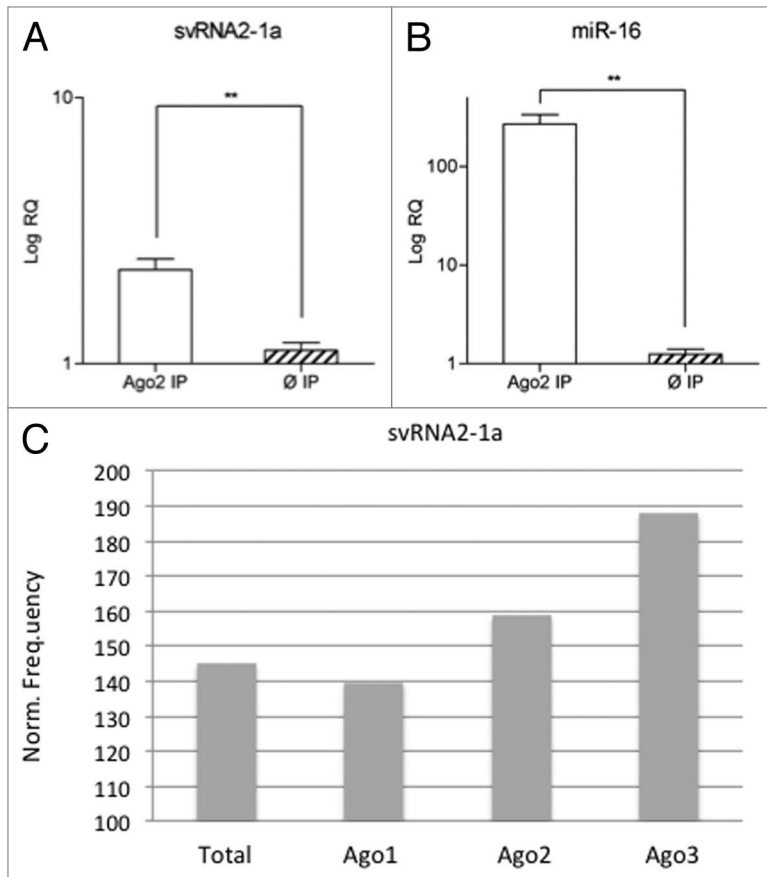 A
svRNA2-1a
10
**
Log RQ
1
Ago2 IP
Ø IP
B
miR-16
**
100
Log RQ
10
1
Ago2 IP
Ø IP
C
svRNA2-1a
200
190
180
170
160
150
140
130
120
110
100
Norm. Freq.uency
Total
Ago1
Ago2
Ago3